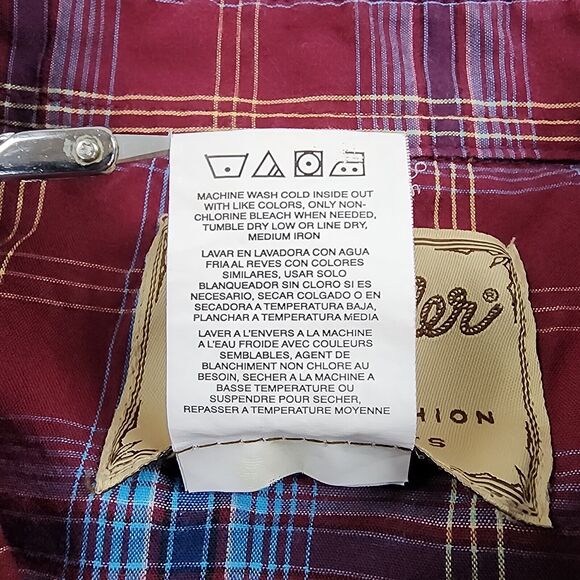 MACHINE WASH COLD INSIDE OUT
WITH LIKE COLORS, ONLY NON-
CHLORINE BLEACH WHEN NEEDED,
TUMBLE DRY LOW OR LINE DRY,
MEDIUM IRON
LAVAR EN LAVADORA CON AGUA
FRIA AL REVES CON COLORES
SIMILARES, USAR SOLO
BLANQUEADOR SIN CLORO SI ES
NECESARIO, SECAR COLGADO O EN
SECADORA A TEMPERATURA BAJA,
PLANCHAR A TEMPERATURA MEDIA
LAVER A L'ENVERS A LA MACHINE
A L'EAU FROIDE AVEC COULEURS
SEMBLABLES, AGENT DE
BLANCHIMENT NON CHLORE AU
BESOIN, SECHER A LA MACHINE A
BASSE TEMPERATURE OU
SUSPENDRE POUR SECHER,
REPASSER A TEMPERATURE MOYENNE